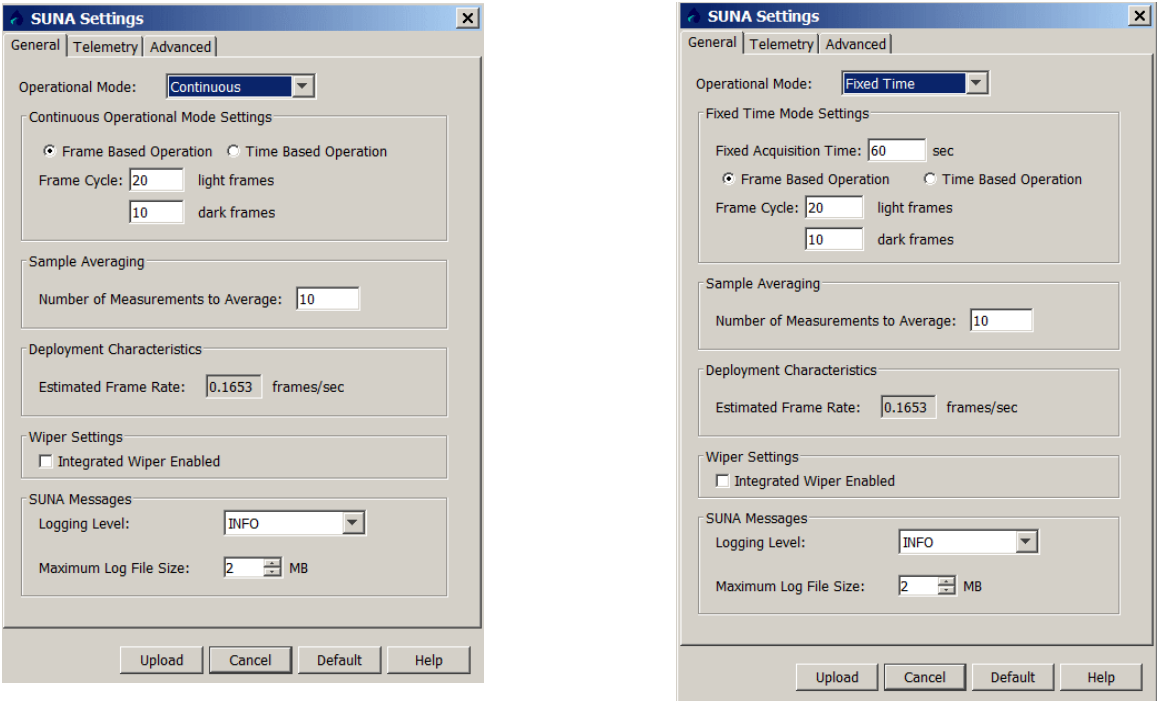 SUNA Settings
General Telemetry Advanced
Operational Mode: Continuous
Continuous Operational Mode Settings
Frame Based Operation Time Based Operation
Frame Cycle: 20 light frames
10 dark frames
Sample Averaging
Number of Measurements to Average: 10
Deployment Characteristics
Estimated Frame Rate: 0.1653 frames/sec
Wiper Settings
Integrated Wiper Enabled
SUNA Messages
Logging Level: INFO
Maximum Log File Size: 2 MB
Upload Cancel Default Help
SUNA Settings
General Telemetry Advanced
Operational Mode: Fixed Time
Fixed Time Mode Settings
Fixed Acquisition Time: 60 sec
Frame Based Operation Time Based Operation
Frame Cycle: 20 light frames
10 dark frames
Sample Averaging
Number of Measurements to Average: 10
Deployment Characteristics
Estimated Frame Rate: 0.1653 frames/sec
Wiper Settings
Integrated Wiper Enabled
SUNA Messages
Logging Level: INFO
Maximum Log File Size: 2 MB
Upload Cancel Default Help